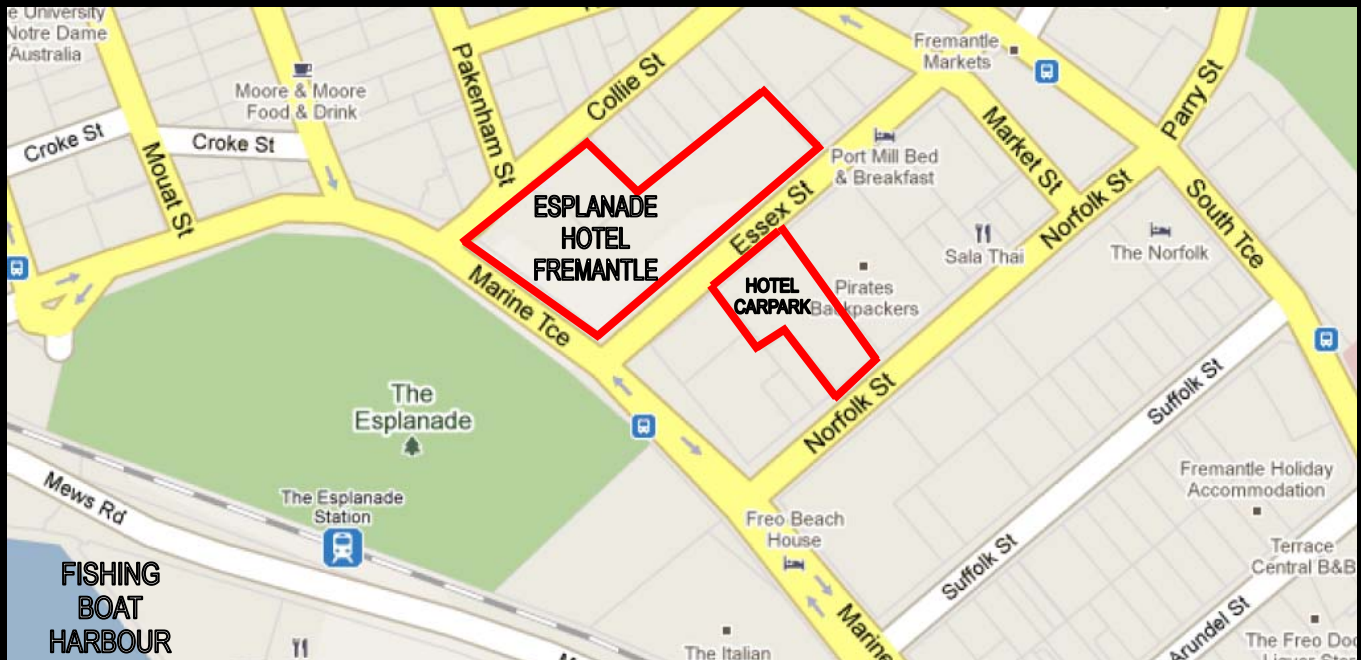 e University
Notre Dame
Australia
Moore & Moore
Food & Drink
Pakenham St
Collie St
Fremantle
Markets
Parry St
Croke St
Croke St
Mouat St
Market St
Port Mill Bed
& Breakfast
ESPLANADE
HOTEL
FREMANTLE
Essex St
Norfolk St
South Tce
Sala Thai
The Norfolk
Marine Tce
HOTEL
CARPARK
Pirates
Backpackers
The
Esplanade
Norfolk St
Suffolk St
Mews Rd
The Esplanade
Station
Freo Beach
House
Fremantle Holiday
Accommodation
Suffolk St
Terrace
Central B&B
FISHING
BOAT
HARBOUR
Marine
Arundel St
The Italian
The Freo Doc